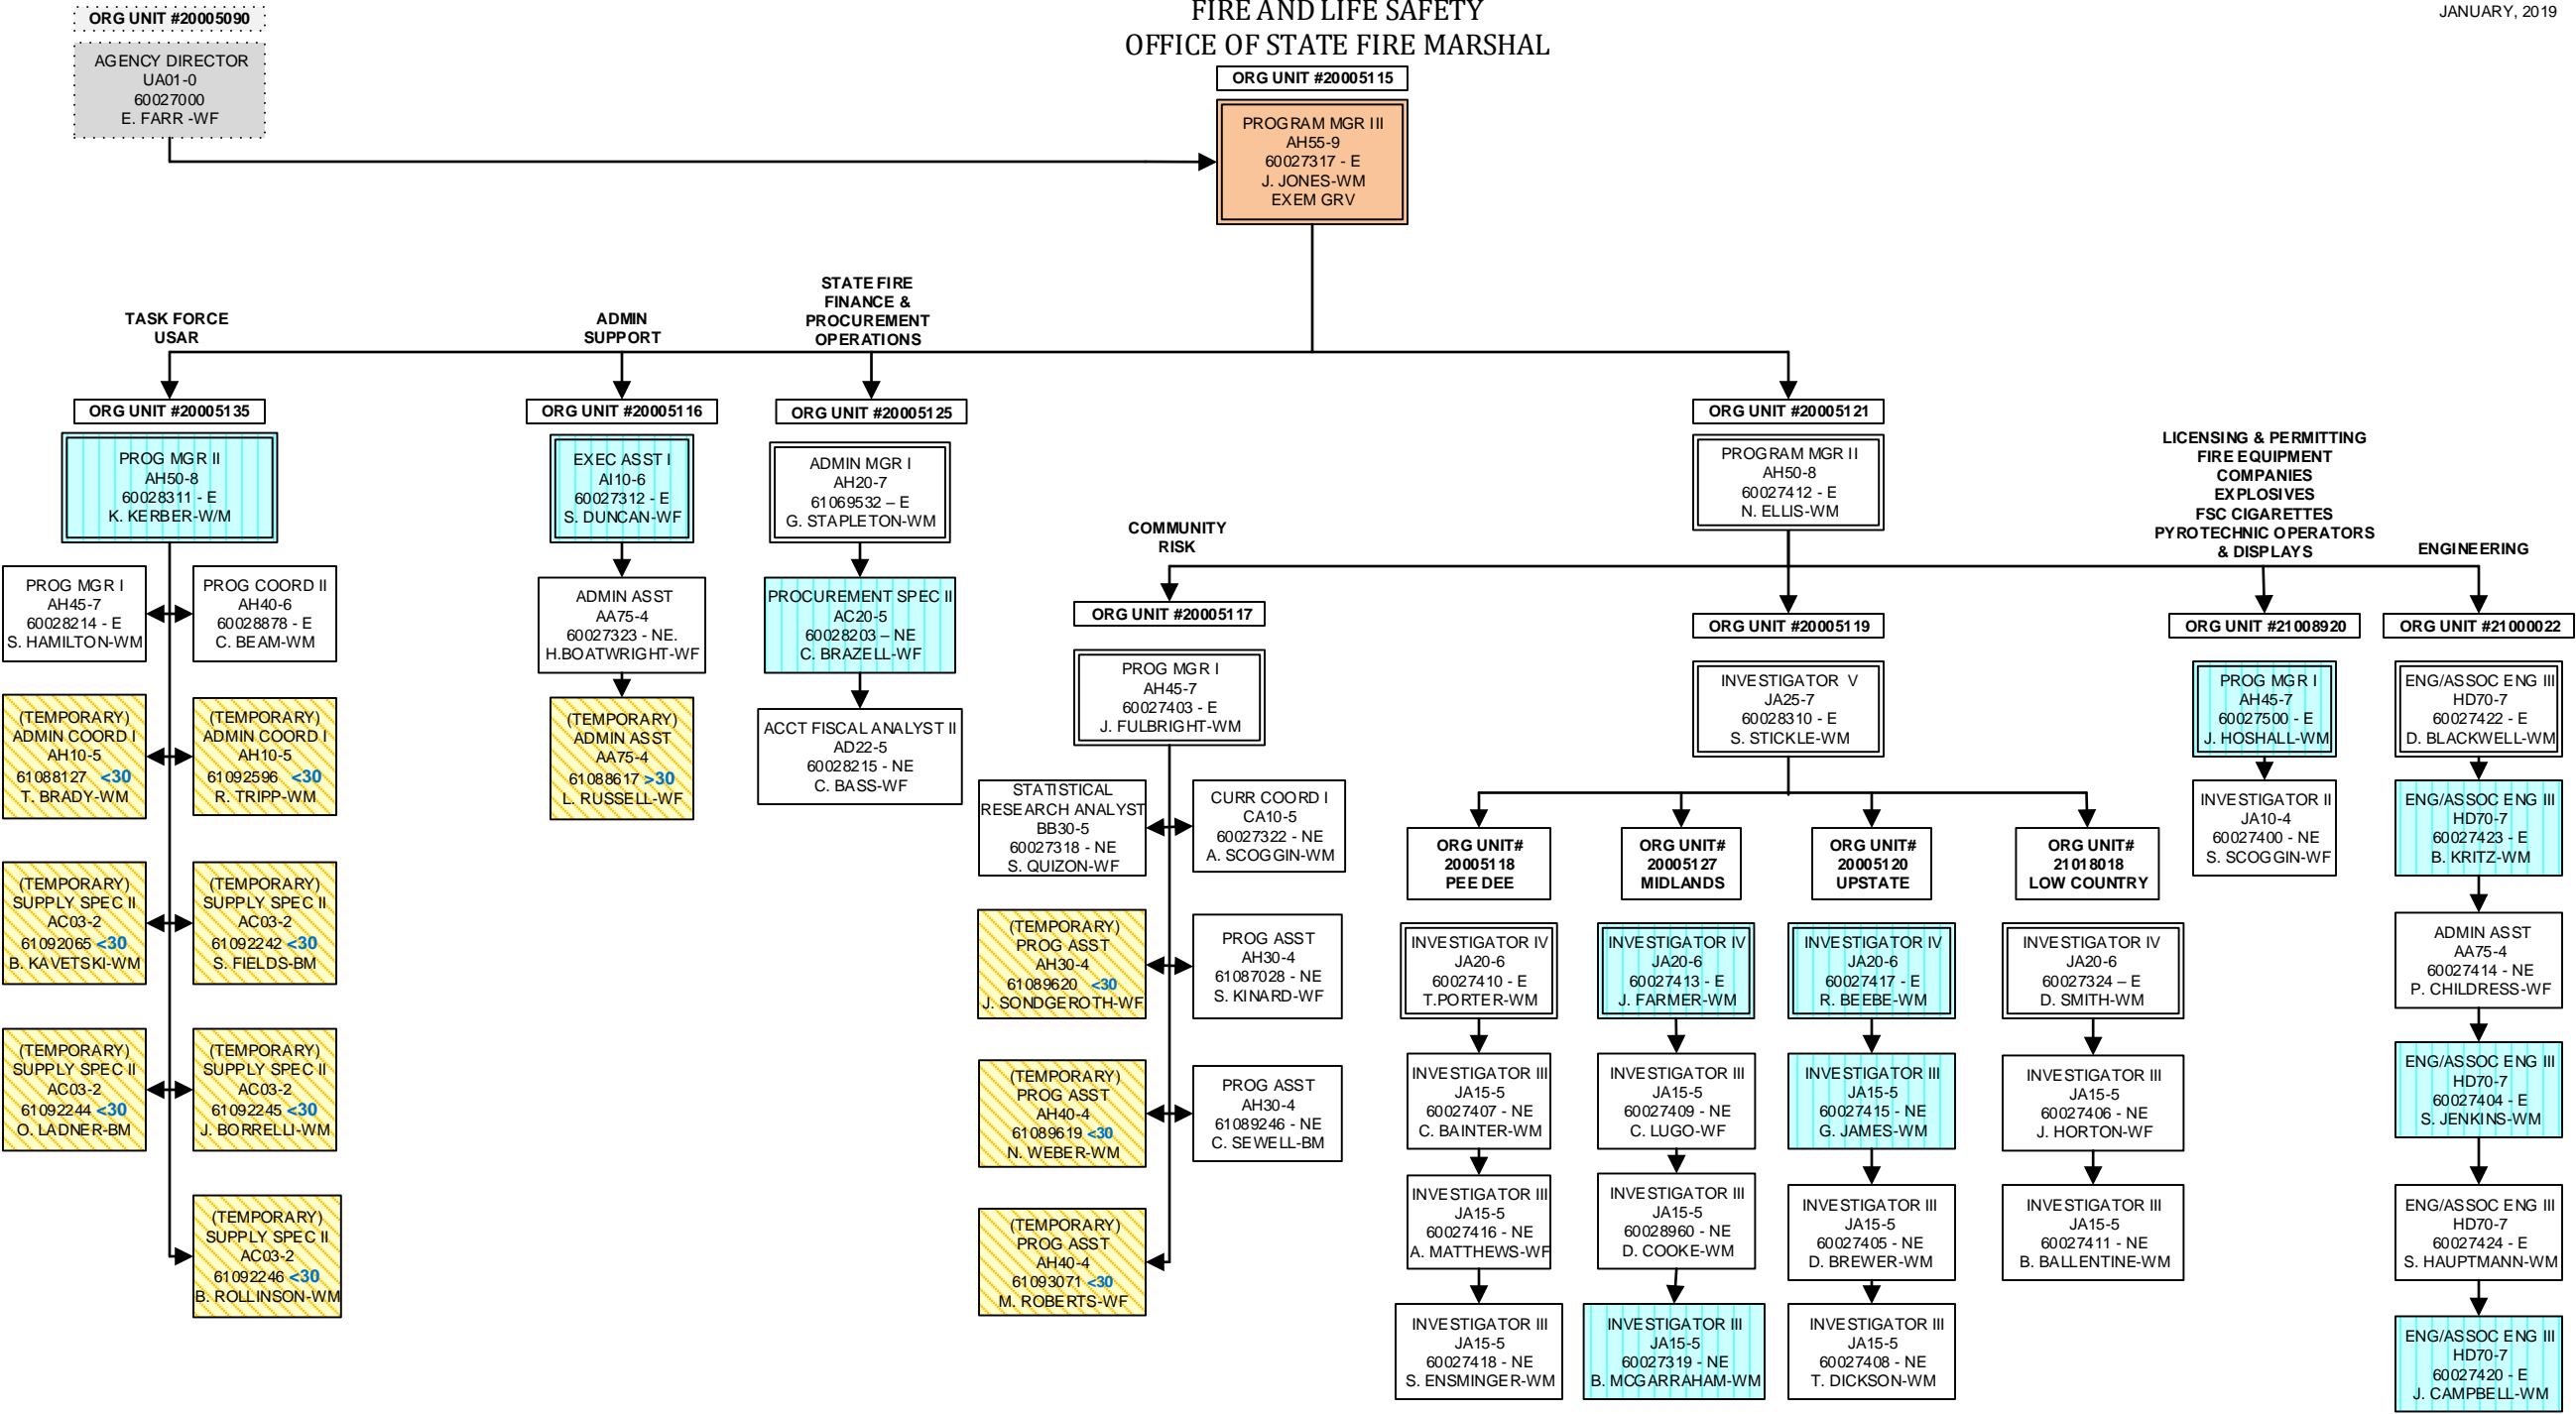 ORG UNIT #20005090
AGENCY DIRECTOR
UA01-0
60027000
E. FARR -WF
FIRE AND LIFE SAFETY
OFFICE OF STATE FIRE MARSHAL
JANUARY, 2019
ORG UNIT #20005115
PROGRAM MGR III
AH55-9
60027317 - E
J. JONES-WM
EXEM GRV
TASK FORCE
USAR
ORG UNIT #20005135
PROG MGR II
AH50-8
60028311 - E
K. KERBER-W/M
PROG MGR I
AH45-7
60028214 - E
S. HAMILTON-WM
PROG COORD II
AH40-6
60028878 - E
C. BEAM-WM
(TEMPORARY)
ADMIN COORD I
AH10-5
61088127 <30
T. BRADY-WM
(TEMPORARY)
ADMIN COORD I
AH10-5
61092596 <30
R. TRIPP-WM
(TEMPORARY)
SUPPLY SPEC II
AC03-2
61092065 <30
B. KAVETSKI-WM
(TEMPORARY)
SUPPLY SPEC II
AC03-2
61092242 <30
S. FIELDS-BM
(TEMPORARY)
SUPPLY SPEC II
AC03-2
61092244 <30
O. LADNER-BM
(TEMPORARY)
SUPPLY SPEC II
AC03-2
61092245 <30
J. BORRELLI-WM
(TEMPORARY)
SUPPLY SPEC II
AC03-2
61092246 <30
B. ROLLINSON-WM
ADMIN
SUPPORT
ORG UNIT #20005116
EXEC ASST I
AI10-6
60027312 - E
S. DUNCAN-WF
ADMIN ASST
AA75-4
60027323 - NE.
H.BOATWRIGHT-WF
(TEMPORARY)
ADMIN ASST
AA75-4
61088617 >30
L. RUSSELL-WF
STATE FIRE
FINANCE &
PROCUREMENT
OPERATIONS
ORG UNIT #20005125
ADMIN MGR I
AH20-7
61069532 – E
G. STAPLETON-WM
PROCUREMENT SPEC II
AC20-5
60028203 – NE
C. BRAZELL-WF
ACCT FISCAL ANALYST II
AD22-5
60028215 - NE
C. BASS-WF
ORG UNIT #20005121
PROGRAM MGR II
AH50-8
60027412 - E
N. ELLIS-WM
COMMUNITY
RISK
ORG UNIT #20005117
PROG MGR I
AH45-7
60027403 - E
J. FULBRIGHT-WM
STATISTICAL
RESEARCH ANALYST
BB30-5
60027318 - NE
S. QUIZON-WF
CURR COORD I
CA10-5
60027322 - NE
A. SCOGGIN-WM
(TEMPORARY)
PROG ASST
AH30-4
61089620 <30
J. SONDGEROTH-WF
PROG ASST
AH30-4
61087028 - NE
S. KINARD-WF
(TEMPORARY)
PROG ASST
AH40-4
61089619 <30
N. WEBER-WM
PROG ASST
AH30-4
61089246 - NE
C. SEWELL-BM
(TEMPORARY)
PROG ASST
AH40-4
61093071 <30
M. ROBERTS-WF
ORG UNIT #20005119
INVESTIGATOR V
JA25-7
60028310 - E
S. STICKLE-WM
ORG UNIT#
20005118
PEE DEE
INVESTIGATOR IV
JA20-6
60027410 - E
T.PORTER-WM
INVESTIGATOR III
JA15-5
60027407 - NE
C. BAINTER-WM
INVESTIGATOR III
JA15-5
60027416 - NE
A. MATTHEWS-WF
INVESTIGATOR III
JA15-5
60027418 - NE
S. ENSMINGER-WM
ORG UNIT#
20005127
MIDLANDS
INVESTIGATOR IV
JA20-6
60027413 - E
J. FARMER-WM
INVESTIGATOR III
JA15-5
60027409 - NE
C. LUGO-WF
INVESTIGATOR III
JA15-5
60028960 - NE
D. COOKE-WM
INVESTIGATOR III
JA15-5
60027319 - NE
B. MCGARRAHAM-WM
ORG UNIT#
20005120
UPSTATE
INVESTIGATOR IV
JA20-6
60027417 - E
R. BEEBE-WM
INVESTIGATOR III
JA15-5
60027415 - NE
G. JAMES-WM
INVESTIGATOR III
JA15-5
60027405 - NE
D. BREWER-WM
INVESTIGATOR III
JA15-5
60027408 - NE
T. DICKSON-WM
ORG UNIT#
21018018
LOW COUNTRY
INVESTIGATOR IV
JA20-6
60027324 – E
D. SMITH-WM
INVESTIGATOR III
JA15-5
60027406 - NE
J. HORTON-WF
INVESTIGATOR III
JA15-5
60027411 - NE
B. BALLENTINE-WM
LICENSING & PERMITTING
FIRE EQUIPMENT
COMPANIES
EXPLOSIVES
FSC CIGARETTES
PYROTECHNIC OPERATORS
& DISPLAYS
ORG UNIT #21008920
PROG MGR I
AH45-7
60027500 - E
J. HOSHALL-WM
INVESTIGATOR II
JA10-4
60027400 - NE
S. SCOGGIN-WF
ENGINEERING
ORG UNIT #21000022
ENG/ASSOC ENG III
HD70-7
60027422 - E
D. BLACKWELL-WM
ENG/ASSOC ENG III
HD70-7
60027423 - E
B. KRITZ-WM
ADMIN ASST
AA75-4
60027414 - NE
P. CHILDRESS-WF
ENG/ASSOC ENG III
HD70-7
60027404 - E
S. JENKINS-WM
ENG/ASSOC ENG III
HD70-7
60027424 - E
S. HAUPTMANN-WM
ENG/ASSOC ENG III
HD70-7
60027420 - E
J. CAMPBELL-WM